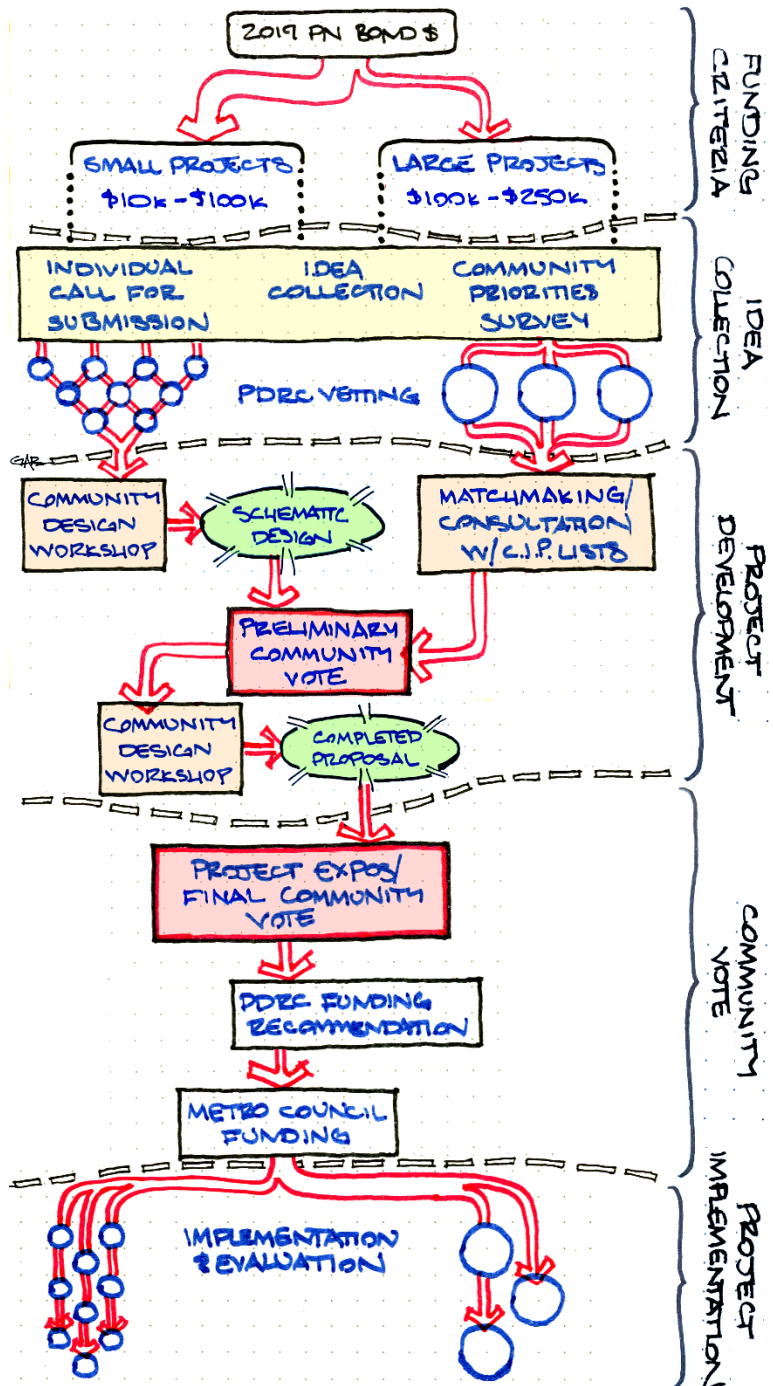 2019 PN BOND $
FUNDING
CRITERIA
SMALL PROJECTS
$10K-$100K
LARGE PROJECTS
$100K-$250K
IDEA
COLLECTION
INDIVIDUAL
CALL FOR
SUBMISSION
IDEA
COLLECTION
COMMUNITY
PRIORITIES
SURVEY
PDRC VETTING
GAR
PROJECT
DEVELOPMENT
COMMUNITY
DESIGN
WORKSHOP
SCHEMATIC
DESIGN
MATCHMAKING/
CONSULTATION
W/C.I.P. LISTS
PRELIMINARY
COMMUNITY
VOTE
COMMUNITY
DESIGN
WORKSHOP
COMPLETED
PROPOSAL
COMMUNITY
VOTE
PROJECT EXPOS/
FINAL COMMUNITY
VOTE
PDRC FUNDING
RECOMMENDATION
METRO COUNCIL
FUNDING
PROJECT
IMPLEMENTATION
IMPLEMENTATION
& EVALUATION